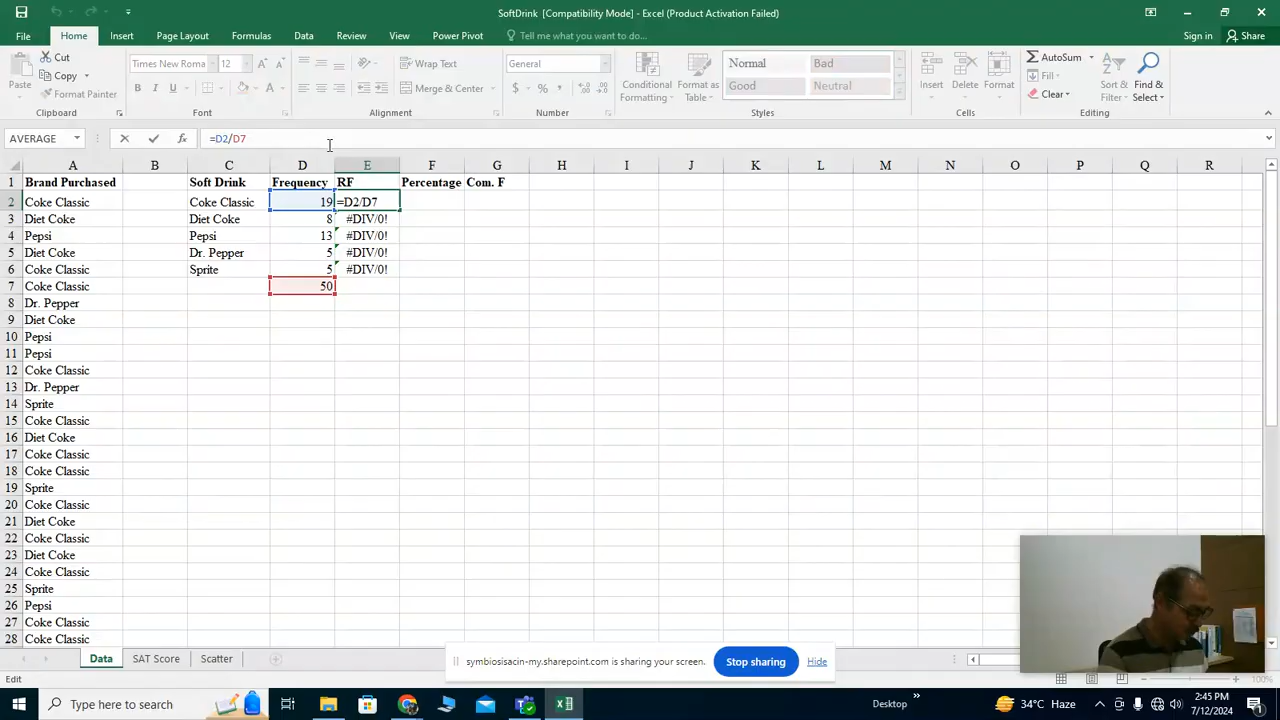 SoftDrink [Compatibility Mode] - Excel (Product Activation Failed)
File Home Insert Page Layout Formulas Data Review View Power Pivot Tell me what you want to do... Sign in Share
Paste Cut Copy Format Painter
Times New Roma
Wrap Text
Merge & Center
General
Conditional Formatting
Format as Table
Normal Bad
Good Neutral
Insert Delete Format
AutoSum
Fill
Clear
Sort & Filter
Find & Select
Clipboard Font Alignment Number Styles Cells Editing
AVERAGE fx =D2/D7
A B C D E F G H I J K L M N O P Q R
1 Brand Purchased Soft Drink Frequency RF Percentage Com. F
2 Coke Classic Coke Classic 19 =D2/D7
3 Diet Coke Diet Coke 8 #DIV/0!
4 Pepsi Pepsi 13 #DIV/0!
5 Diet Coke Dr. Pepper 5 #DIV/0!
6 Coke Classic Sprite 5 #DIV/0!
7 Coke Classic 50
8 Dr. Pepper
9 Diet Coke
10 Pepsi
11 Pepsi
12 Coke Classic
13 Dr. Pepper
14 Sprite
15 Coke Classic
16 Diet Coke
17 Coke Classic
18 Coke Classic
19 Sprite
20 Coke Classic
21 Diet Coke
22 Coke Classic
23 Diet Coke
24 Coke Classic
25 Sprite
26 Pepsi
27 Coke Classic
28 Coke Classic
Data SAT Score Scatter
symbiosisacin-my.sharepoint.com is sharing your screen. Stop sharing Hide
Edit 100%
Type here to search Desktop 34°C Haze 2:45 PM
7/12/2024